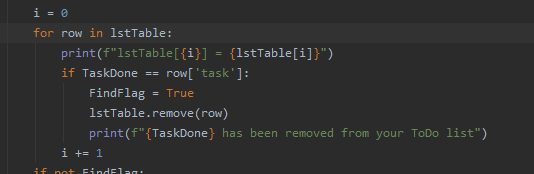 i = 0
for row in lstTable:
    print(f"lstTable[{i}] = {lstTable[i]}")
    if TaskDone == row['task']:
        FindFlag = True
        lstTable.remove(row)
        print(f"{TaskDone} has been removed from your ToDo list")
    i += 1
if not FindFlag: